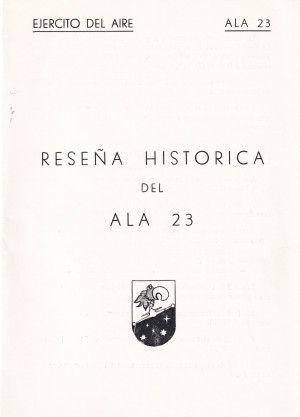 EJERCITO DEL AIRE
ALA 23
RESEÑA HISTORICA
DEL
ALA 23